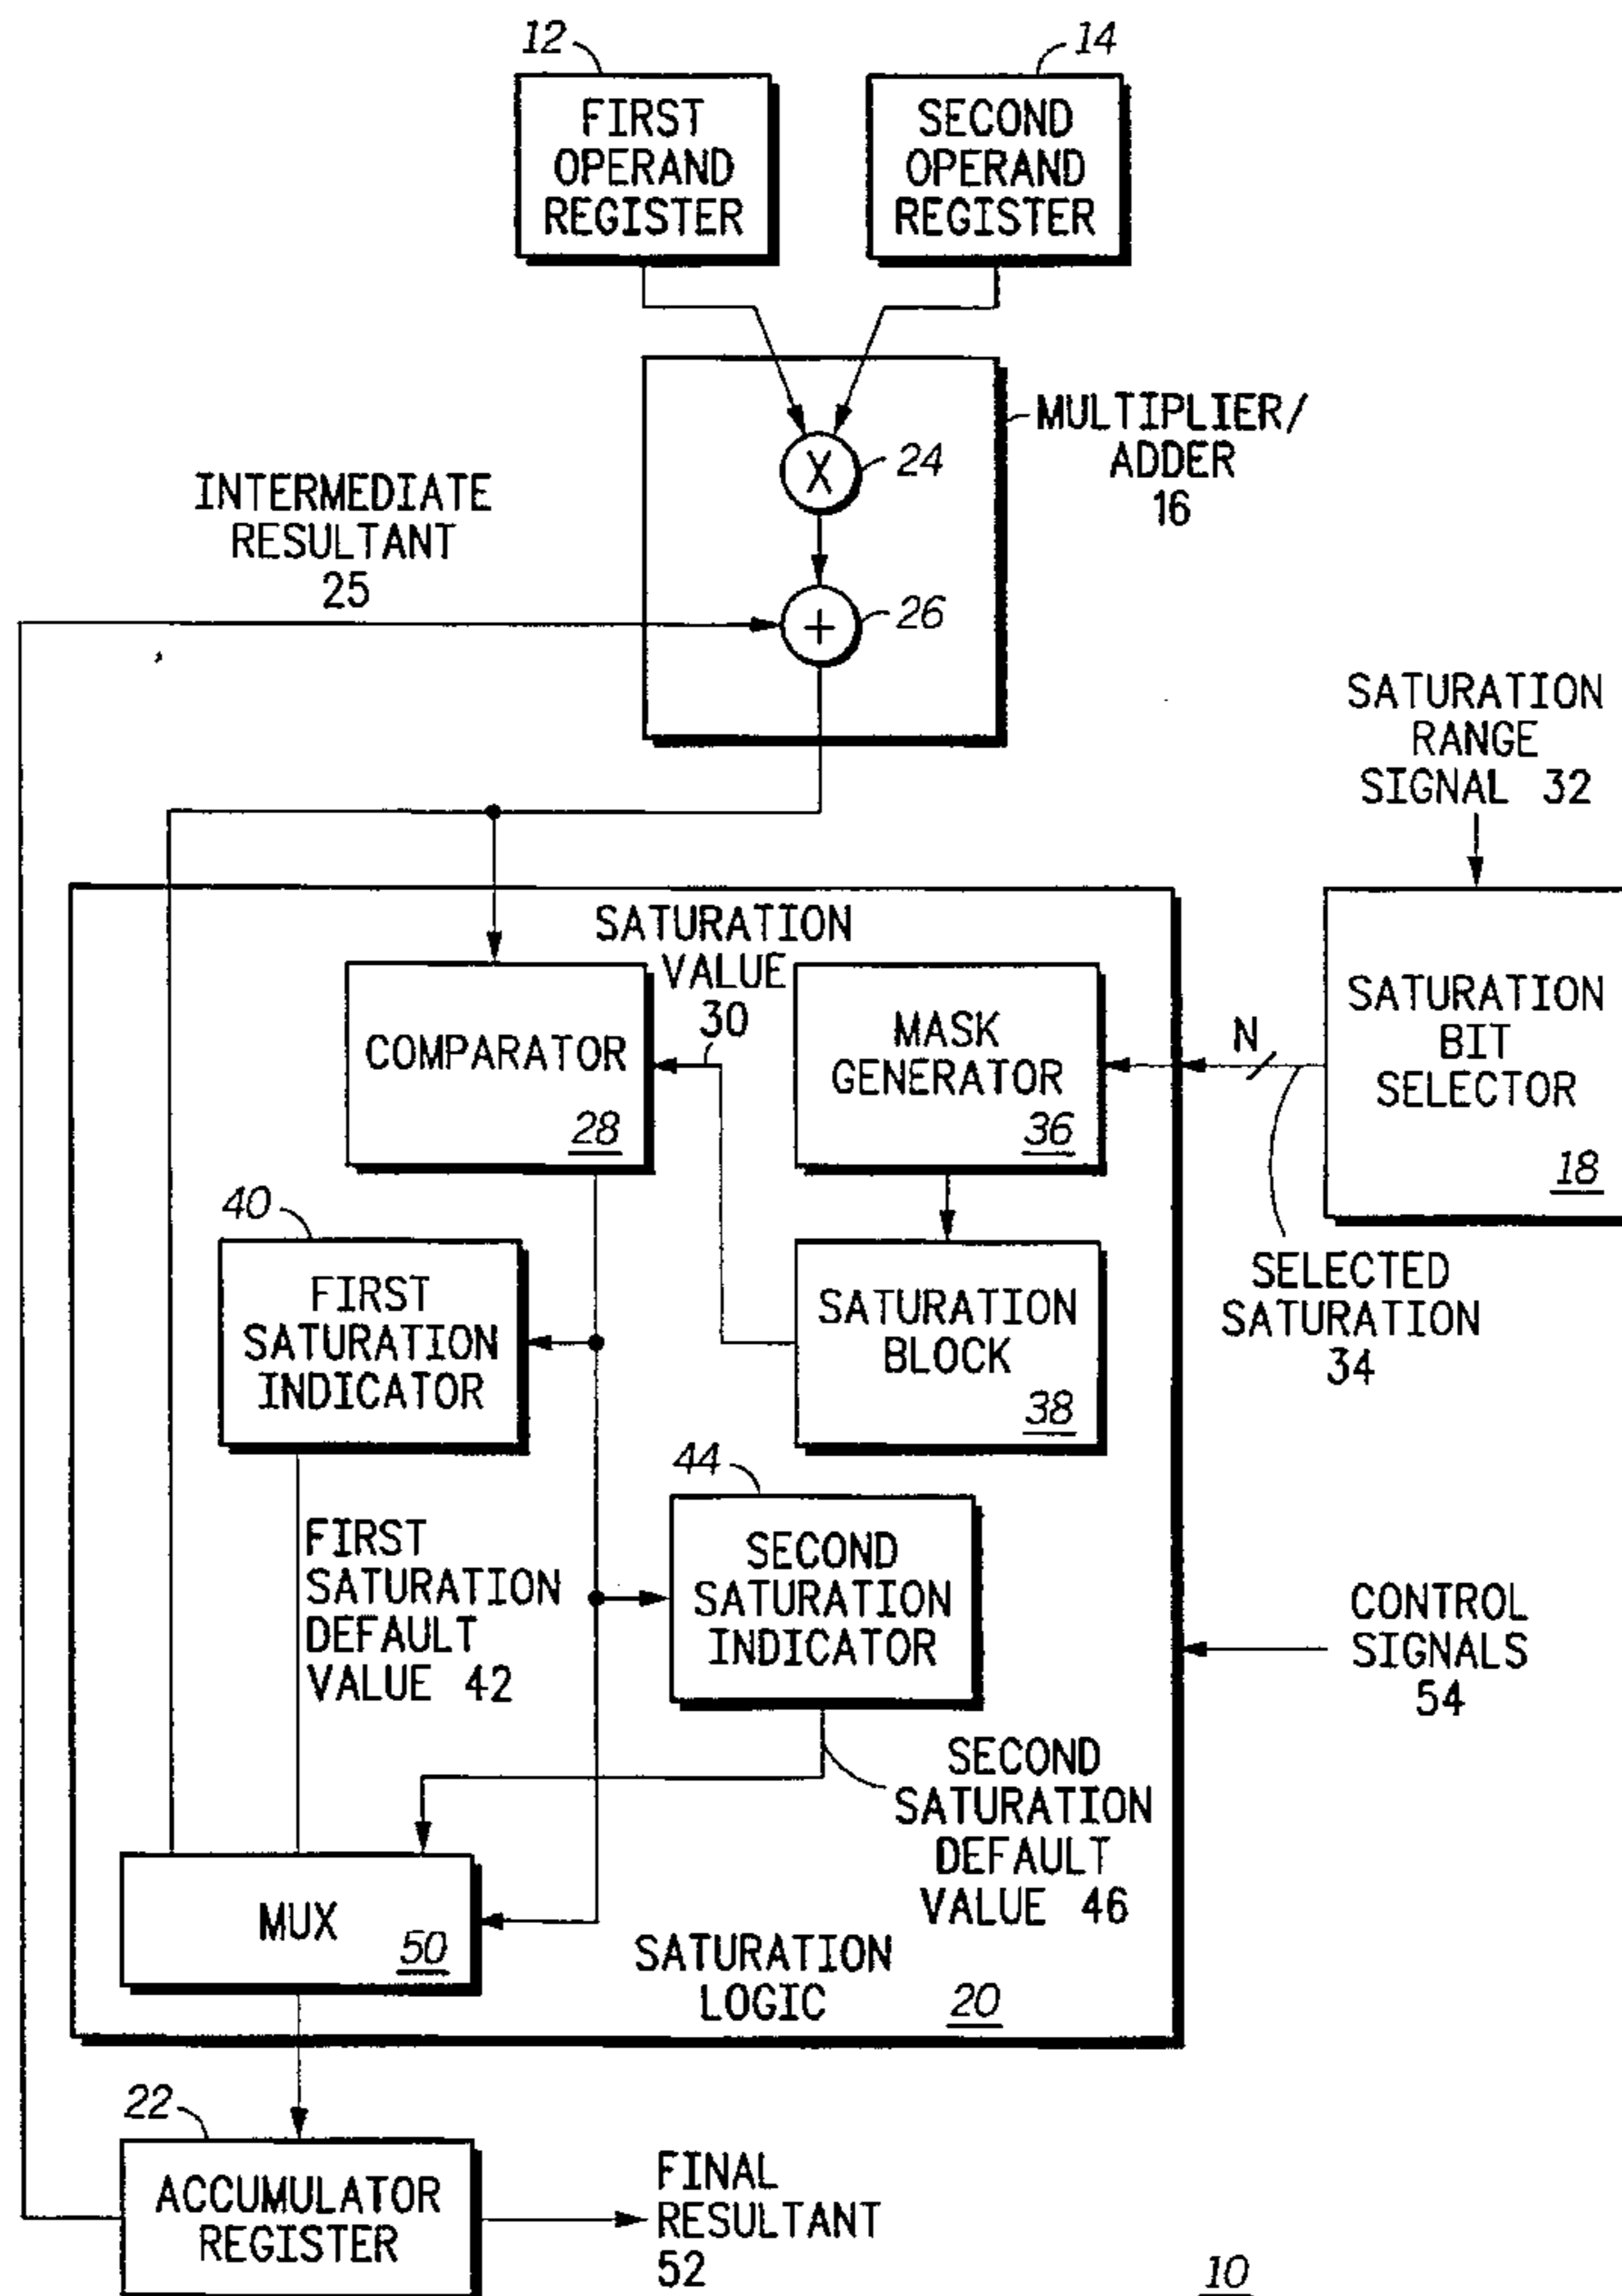 12
14
FIRST
OPERAND
REGISTER
SECOND
OPERAND
REGISTER
MULTIPLIER/
ADDER
16
X
24
INTERMEDIATE
RESULTANT
25
+
26
SATURATION
RANGE
SIGNAL 32
SATURATION
VALUE
30
COMPARATOR
28
MASK
GENERATOR
36
N
SATURATION
BIT
SELECTOR
18
40
FIRST
SATURATION
INDICATOR
SATURATION
BLOCK
38
SELECTED
SATURATION
34
44
FIRST
SATURATION
DEFAULT
VALUE 42
SECOND
SATURATION
INDICATOR
CONTROL
SIGNALS
54
SECOND
SATURATION
DEFAULT
VALUE 46
MUX
50
SATURATION
LOGIC
20
22
ACCUMULATOR
REGISTER
FINAL
RESULTANT
52
10